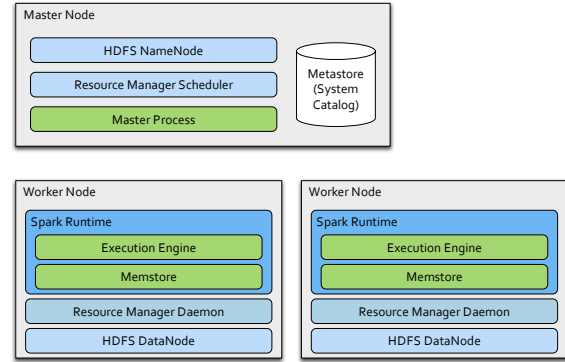 Master Node
HDFS NameNode
Resource Manager Scheduler
Master Process
Metastore
(System
Catalog)
Worker Node
Spark Runtime
Execution Engine
Memstore
Resource Manager Daemon
HDFS DataNode
Worker Node
Spark Runtime
Execution Engine
Memstore
Resource Manager Daemon
HDFS DataNode